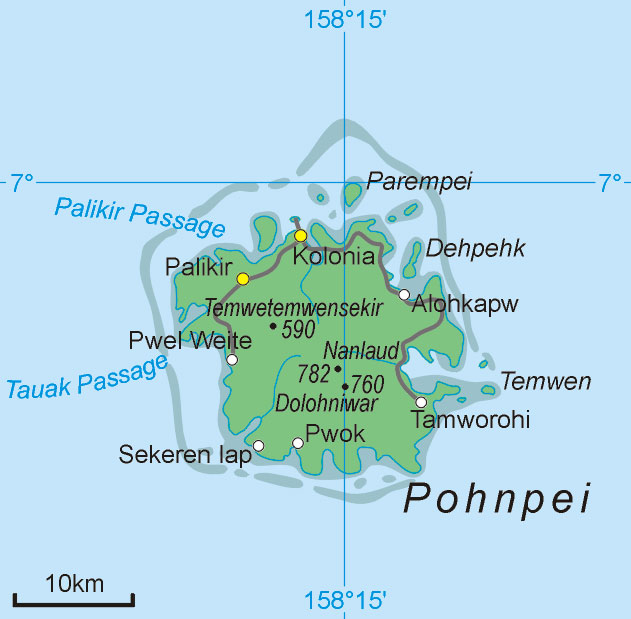 158°15'
7°
7°
Parempei
Palikir Passage
Dehpehk
Kolonia
Palikir
Alohkapw
Temwetemwensekir
590
Pwel Weite
Nanlaud
782
760
Tauak Passage
Temwen
Dolohniwar
Tamworohi
Pwok
Sekeren Iap
Pohnpei
10km
158°15'